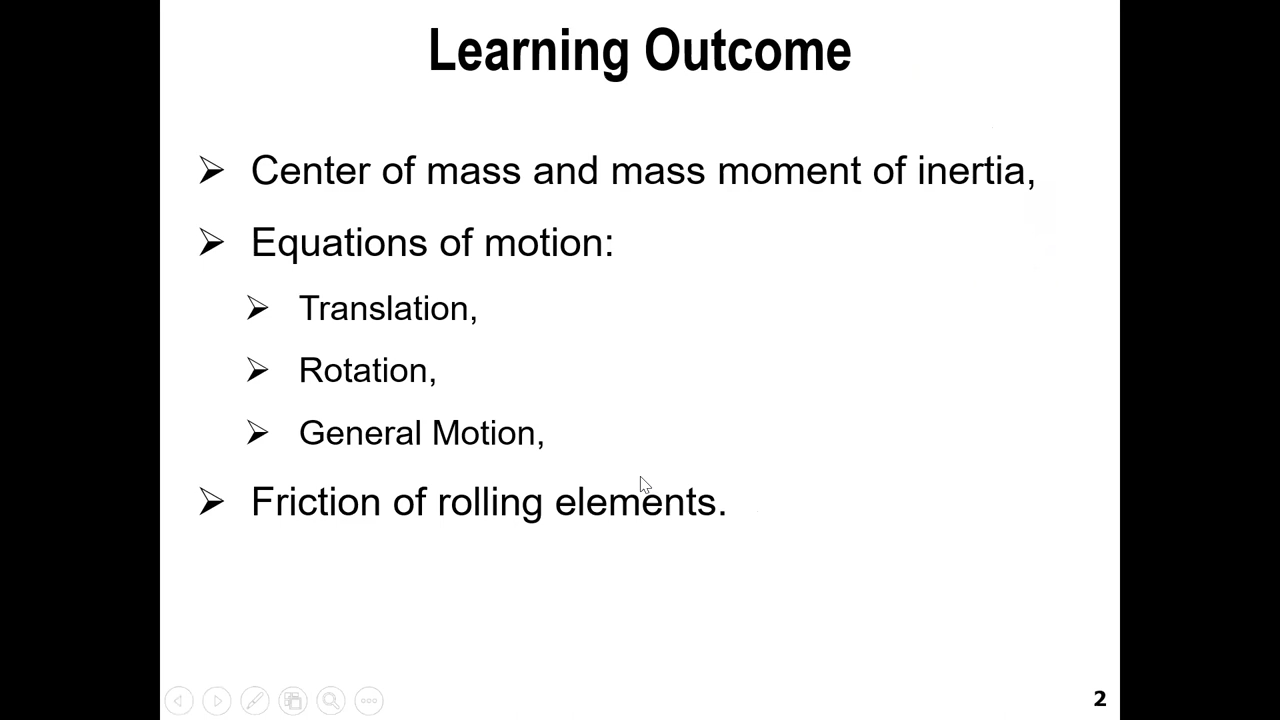 Learning Outcome
➢ Center of mass and mass moment of inertia,
➢ Equations of motion:
➢ Translation,
➢ Rotation,
➢ General Motion,
➢ Friction of rolling elements.
2